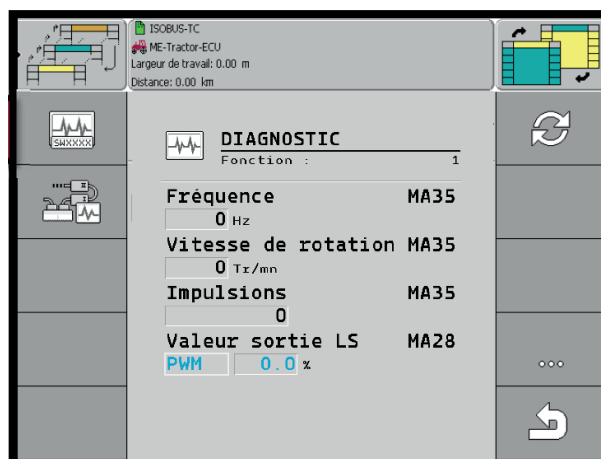 ISOBUS-TC
ME-Tractor-ECU
Largeur de travail: 0.00 m
Distance: 0.00 km
SWXXXX
DIAGNOSTIC
Fonction : 1
Fréquence MA35
0 Hz
Vitesse de rotation MA35
0 Tr/mn
Impulsions MA35
0
Valeur sortie LS MA28
PWM 0.0 %